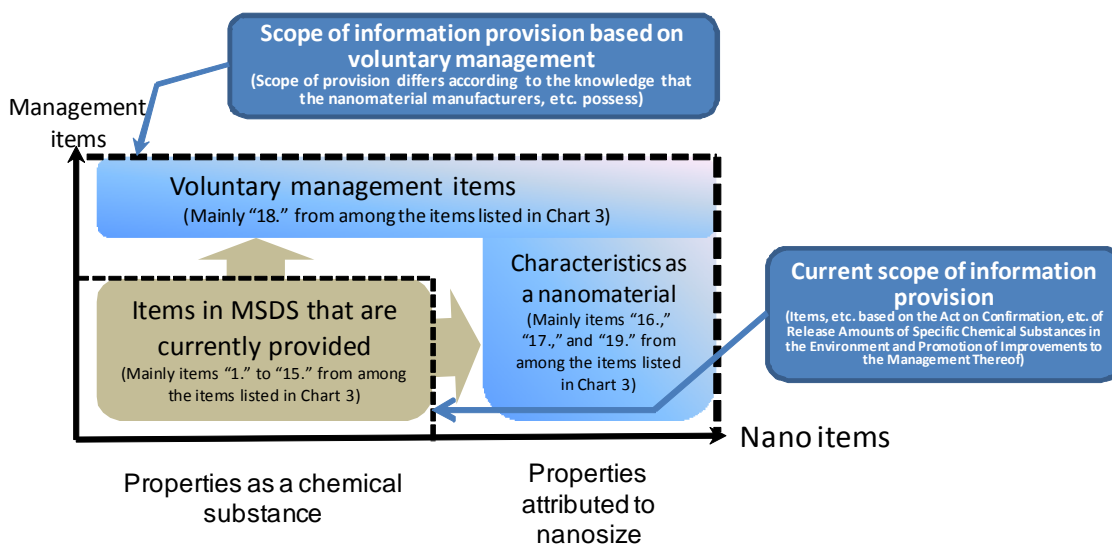 Scope of information provision based on
voluntary management
(Scope of provision differs according to the knowledge that
the nanomaterial manufacturers, etc. possess)
Management
items
Voluntary management items
(Mainly “18.” from among the items listed in Chart 3)
Items in MSDS that are
currently provided
(Mainly items “1.” to “15.” from among
the items listed in Chart 3)
Characteristics as
a nanomaterial
(Mainly items “16.,”
“17.,” and “19.” from
among the items listed
in Chart 3)
Current scope of information
provision
(Items, etc. based on the Act on Confirmation, etc. of
Release Amounts of Specific Chemical Substances in
the Environment and Promotion of Improvements to
the Management Thereof)
Nano items
Properties as a chemical
substance
Properties
attributed to
nanosize